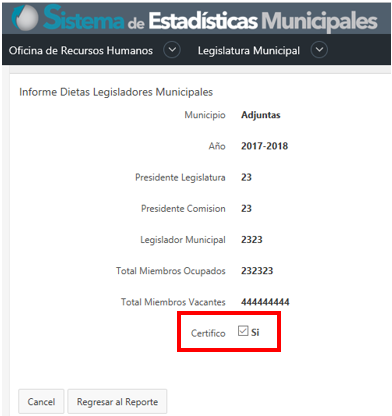 Sistema de Estadísticas Municipales
Oficina de Recursos Humanos Legislatura Municipal
Informe Dietas Legisladores Municipales
Municipio Adjuntas
Año 2017-2018
Presidente Legislatura 23
Presidente Comision 23
Legislador Municipal 2323
Total Miembros Ocupados 232323
Total Miembros Vacantes 444444444
Certifico Si
Cancel Regresar al Reporte